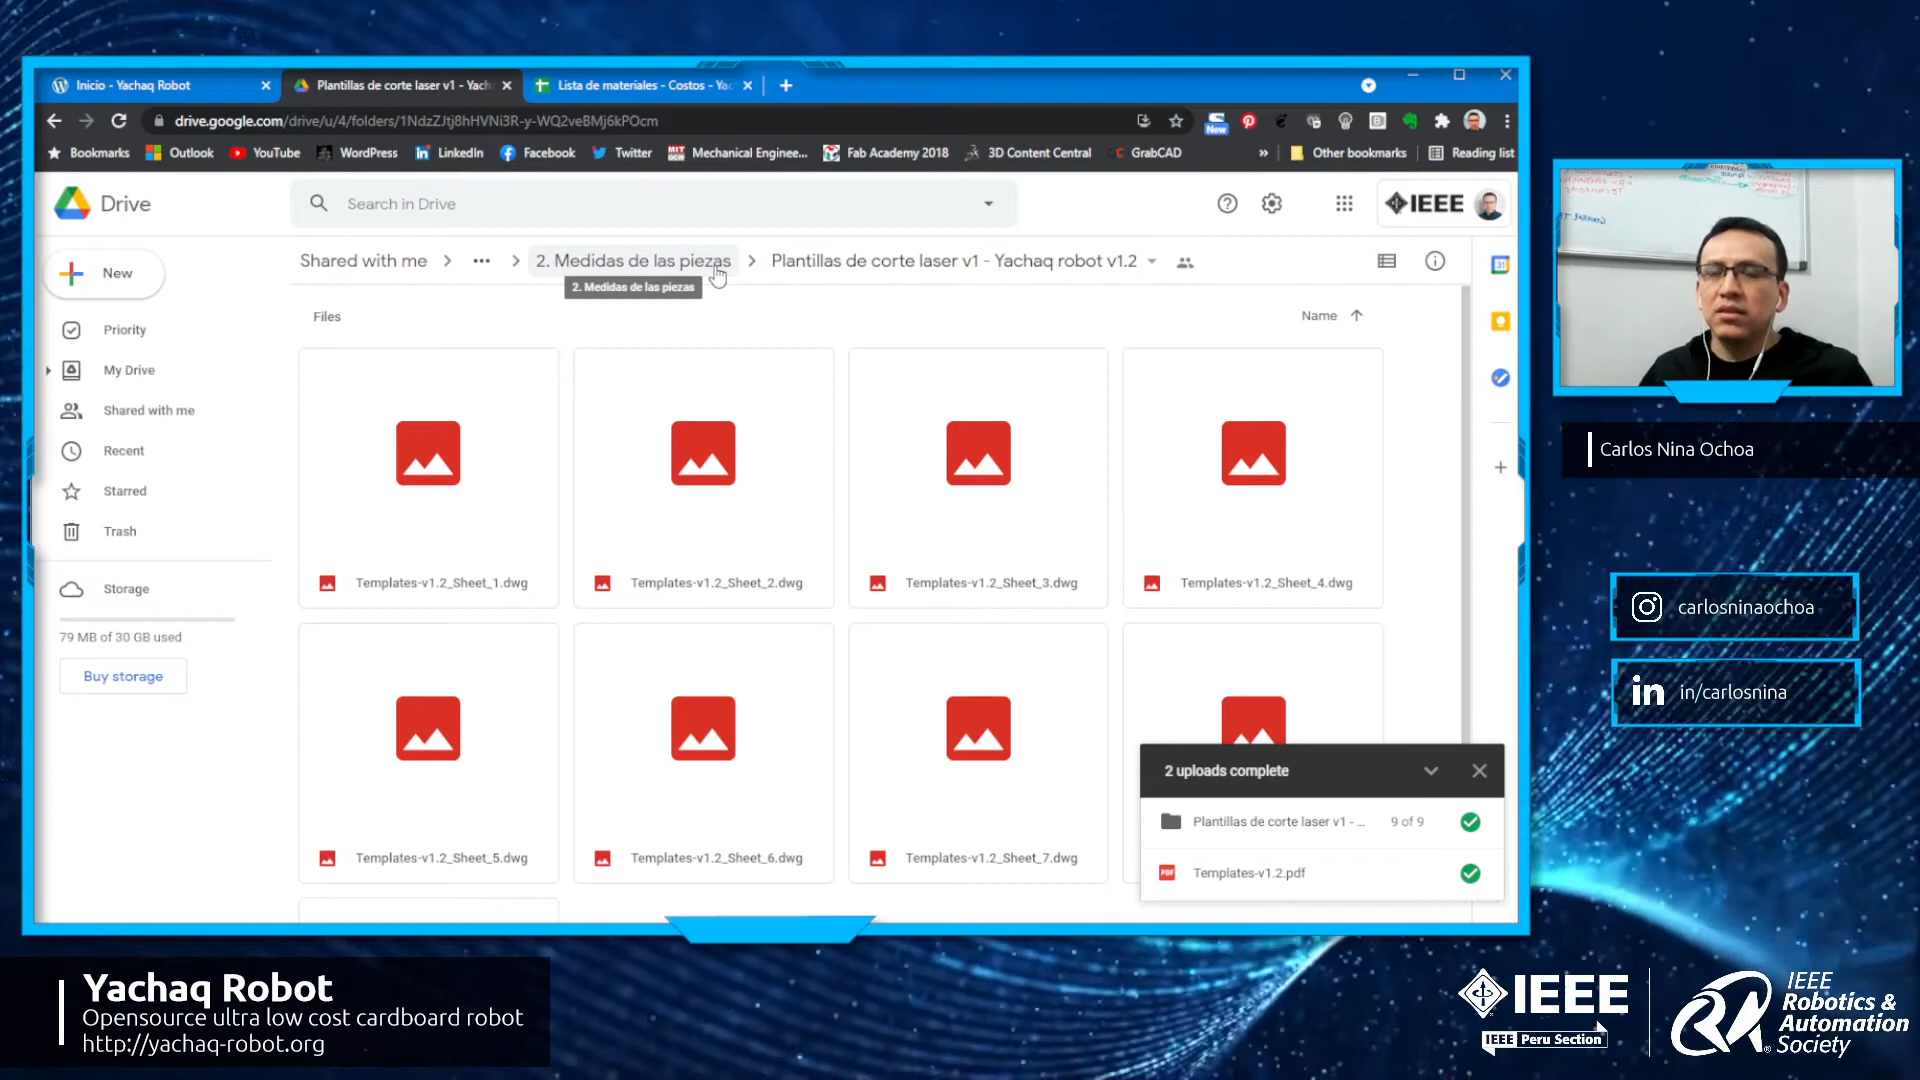 Inicio - Yachaq Robot
Plantillas de corte laser v1 - Yach
Lista de materiales - Costos - Yac
drive.google.com/drive/u/4/folders/1NdzZJtj8hHVNi3R-y-WQ2veBMj6kPOcm
New
Bookmarks
Outlook
YouTube
WordPress
LinkedIn
Facebook
Twitter
MIT
OCW
Mechanical Enginee...
Fab Academy 2018
3D Content Central
GrabCAD
»
Other bookmarks
Reading list
Drive
Search in Drive
IEEE
New
Shared with me
...
2. Medidas de las piezas
Plantillas de corte laser v1 - Yachaq robot v1.2
2. Medidas de las piezas
Priority
My Drive
Shared with me
Recent
Starred
Trash
Storage
79 MB of 30 GB used
Buy storage
Files
Name
Templates-v1.2_Sheet_1.dwg
Templates-v1.2_Sheet_2.dwg
Templates-v1.2_Sheet_3.dwg
Templates-v1.2_Sheet_4.dwg
Templates-v1.2_Sheet_5.dwg
Templates-v1.2_Sheet_6.dwg
Templates-v1.2_Sheet_7.dwg
31
2 uploads complete
Plantillas de corte laser v1 - ...
9 of 9
PDF
Templates-v1.2.pdf
Carlos Nina Ochoa
carlosninaochoa
in
in/carlosnina
Yachaq Robot
Opensource ultra low cost cardboard robot
http://yachaq-robot.org
IEEE
IEEE Peru Section
RA
IEEE
Robotics &
Automation
Society